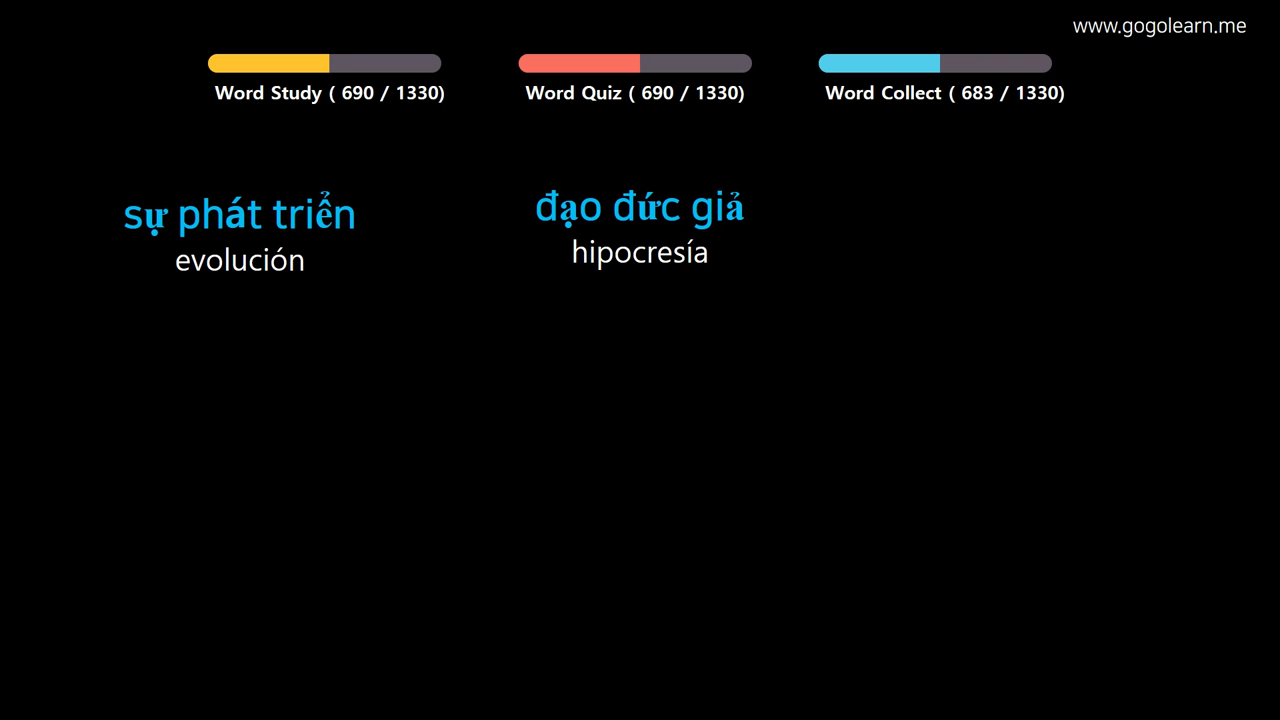 www.gogolearn.me
Word Study ( 690 / 1330)
Word Quiz ( 690 / 1330)
Word Collect ( 683 / 1330)
sự phát triển
evolución
đạo đức giả
hipocresía